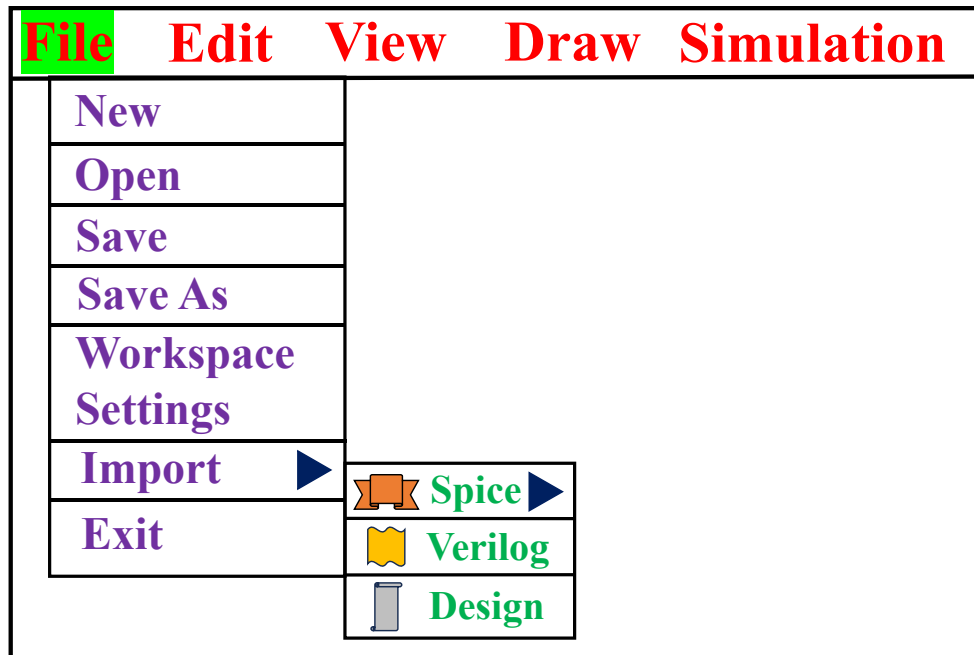 File Edit View Draw Simulation
New
Open
Save
Save As
Workspace
Settings
Import
Exit
Spice
Verilog
Design